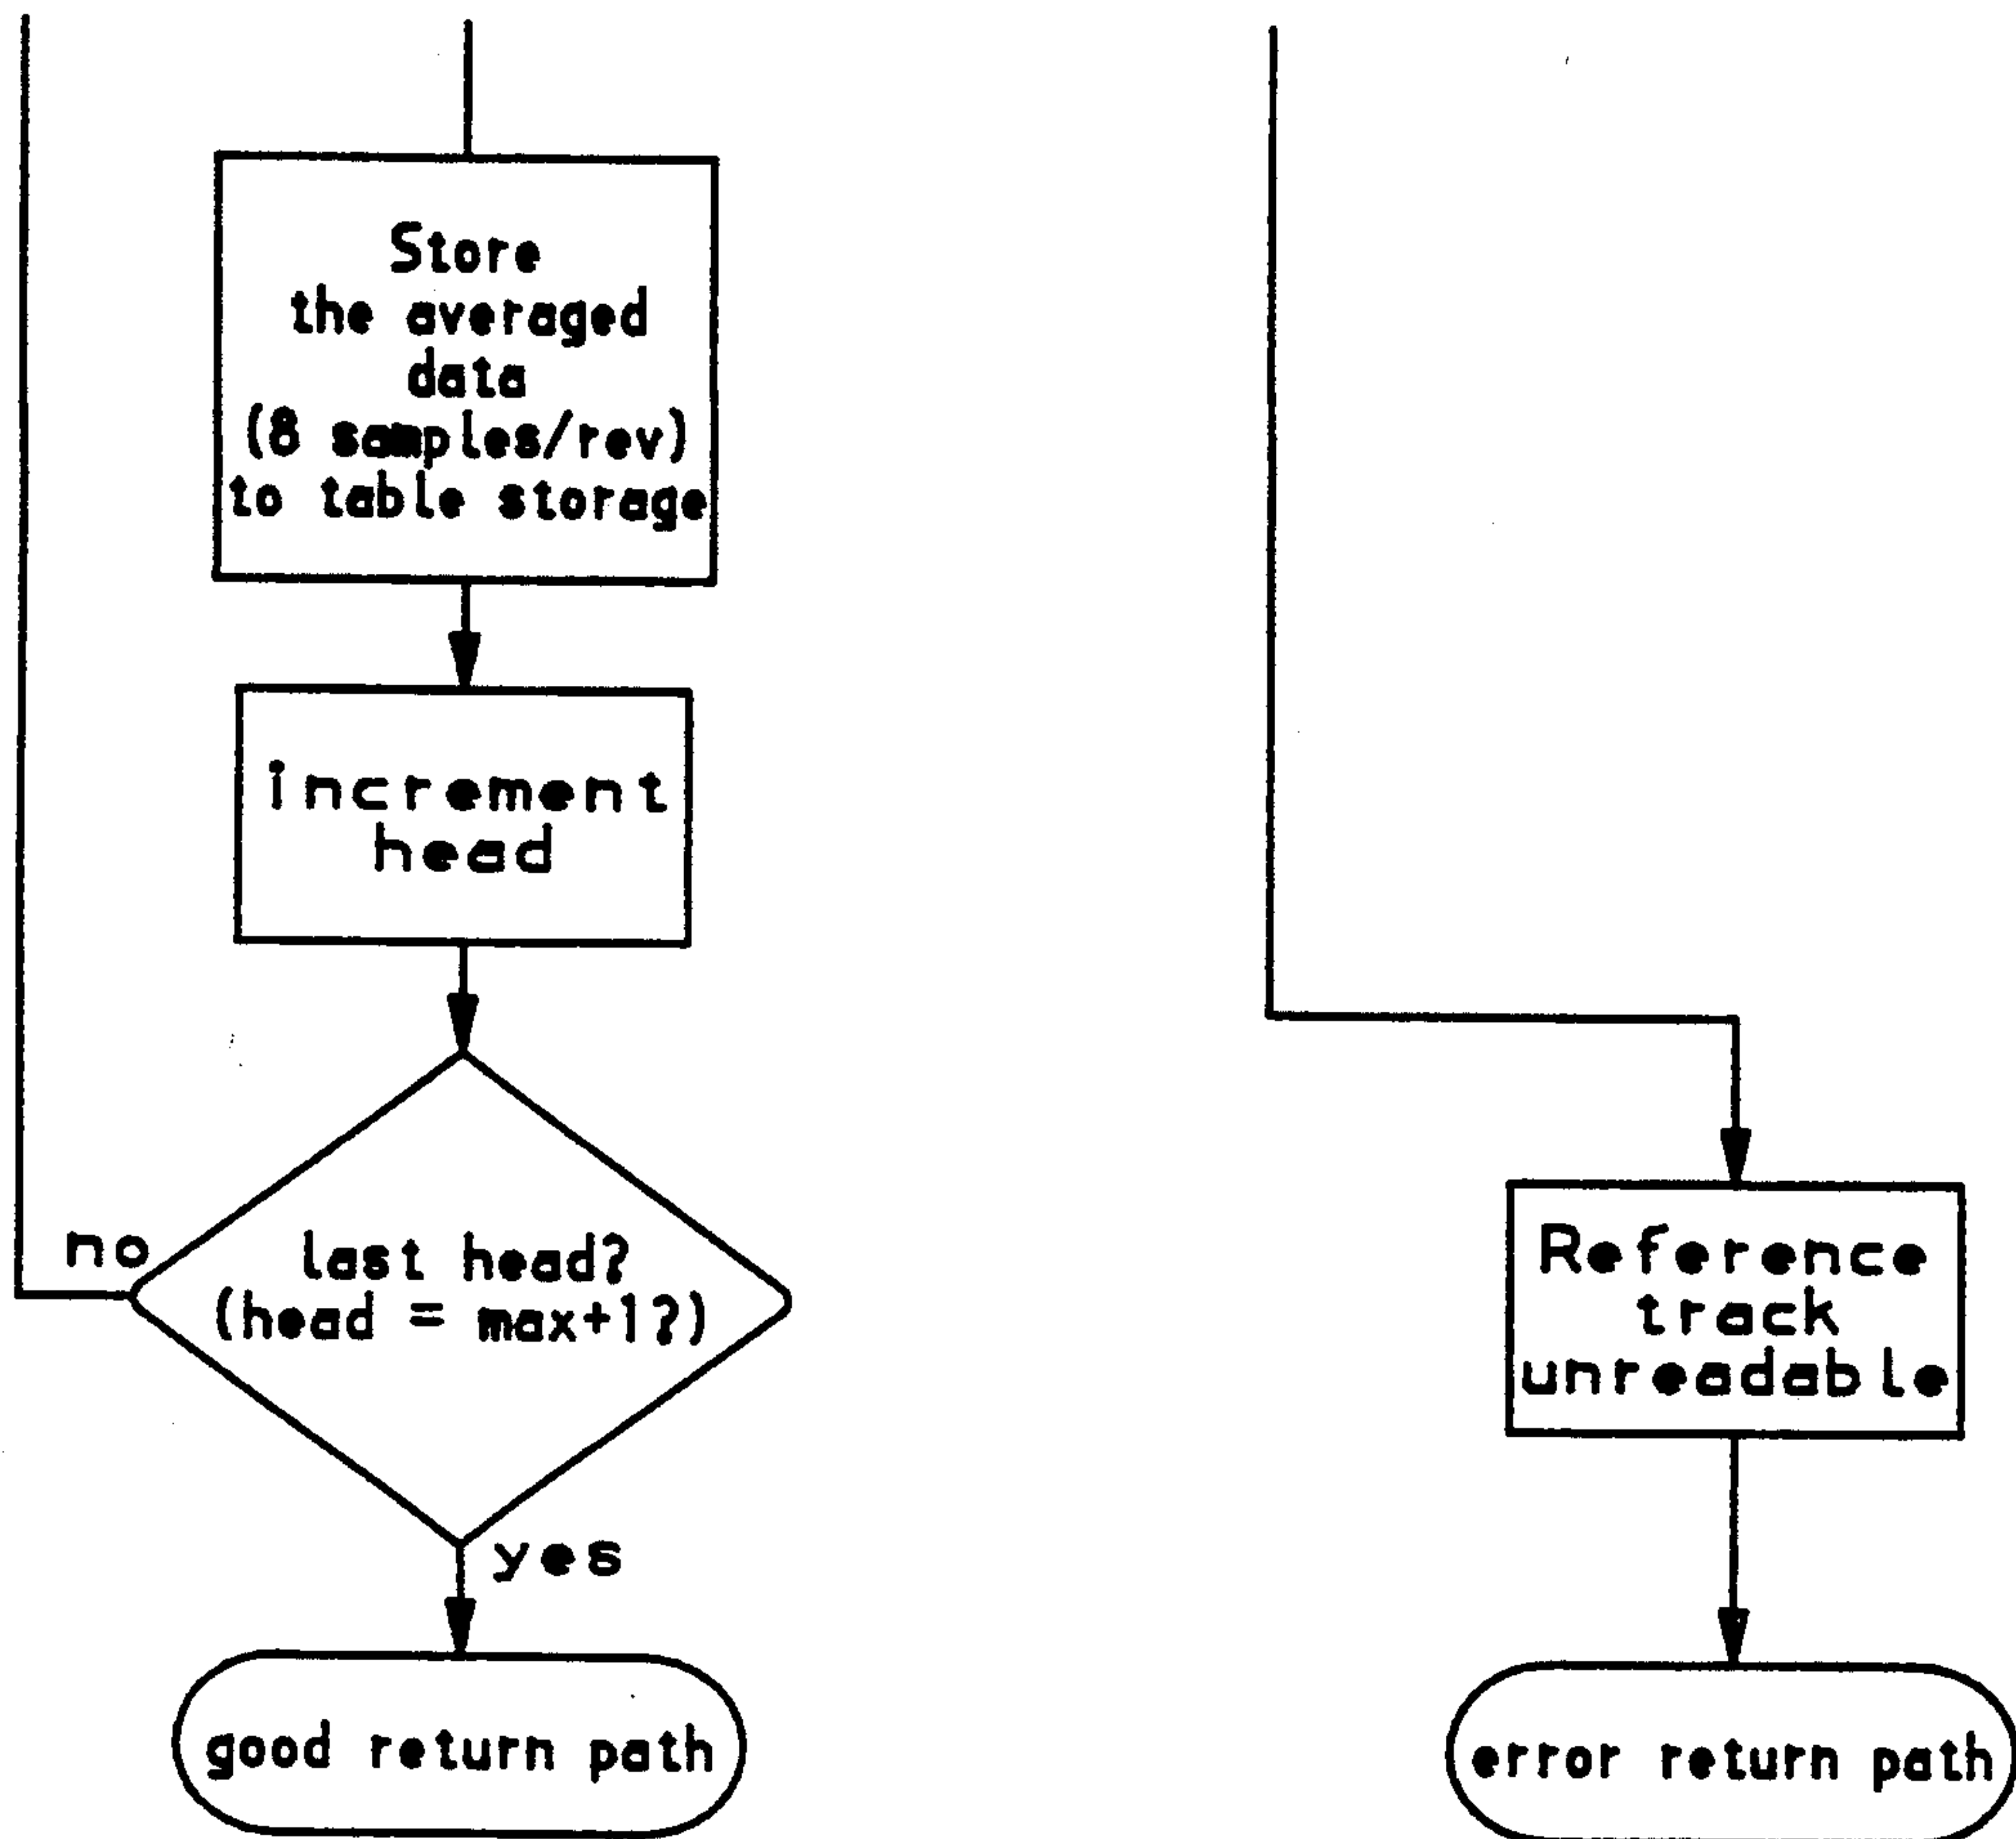 Store
the averaged
data
(8 samples/rev)
to table storage
increment
head
no
last head?
(head = max+1?)
yes
good return path
Reference
track
unreadable
error return path